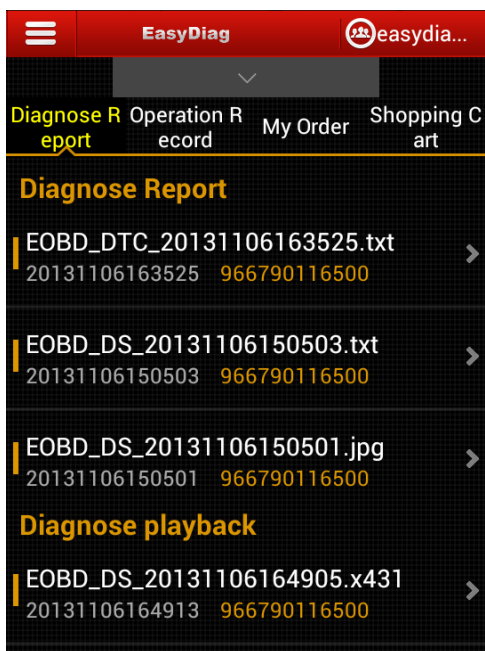 EasyDiag
easydia...
Diagnose R
eport
Operation R
ecord
My Order
Shopping C
art
Diagnose Report
EOBD_DTC_20131106163525.txt
20131106163525 966790116500
EOBD_DS_20131106150503.txt
20131106150503 966790116500
EOBD_DS_20131106150501.jpg
20131106150501 966790116500
Diagnose playback
EOBD_DS_20131106164905.x431
20131106164913 966790116500